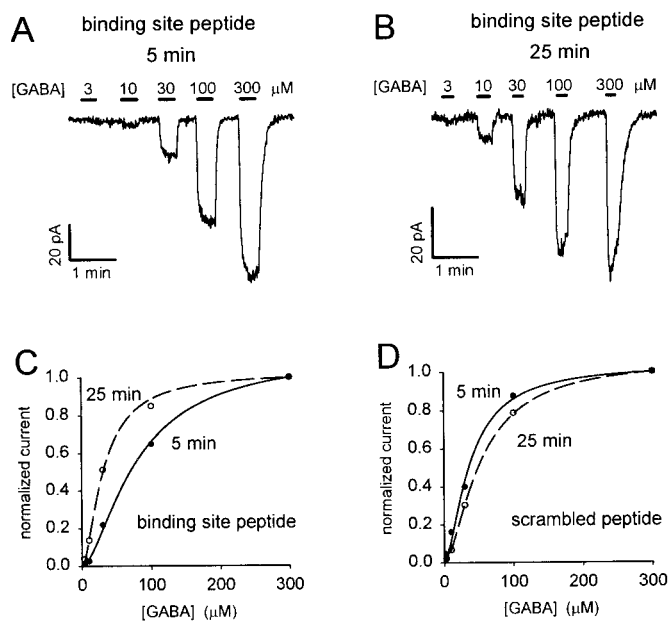 A
binding site peptide
5 min
[GABA] 3 10 30 100 300 μM
20 pA
1 min
B
binding site peptide
25 min
[GABA] 3 10 30 100 300 μM
20 pA
1 min
C
1.0
0.8
0.6
0.4
0.2
0.0
normalized current
25 min
5 min
binding site peptide
0 100 200 300
[GABA] (μM)
D
1.0
0.8
0.6
0.4
0.2
0.0
normalized current
5 min
25 min
scrambled peptide
0 100 200 300
[GABA] (μM)